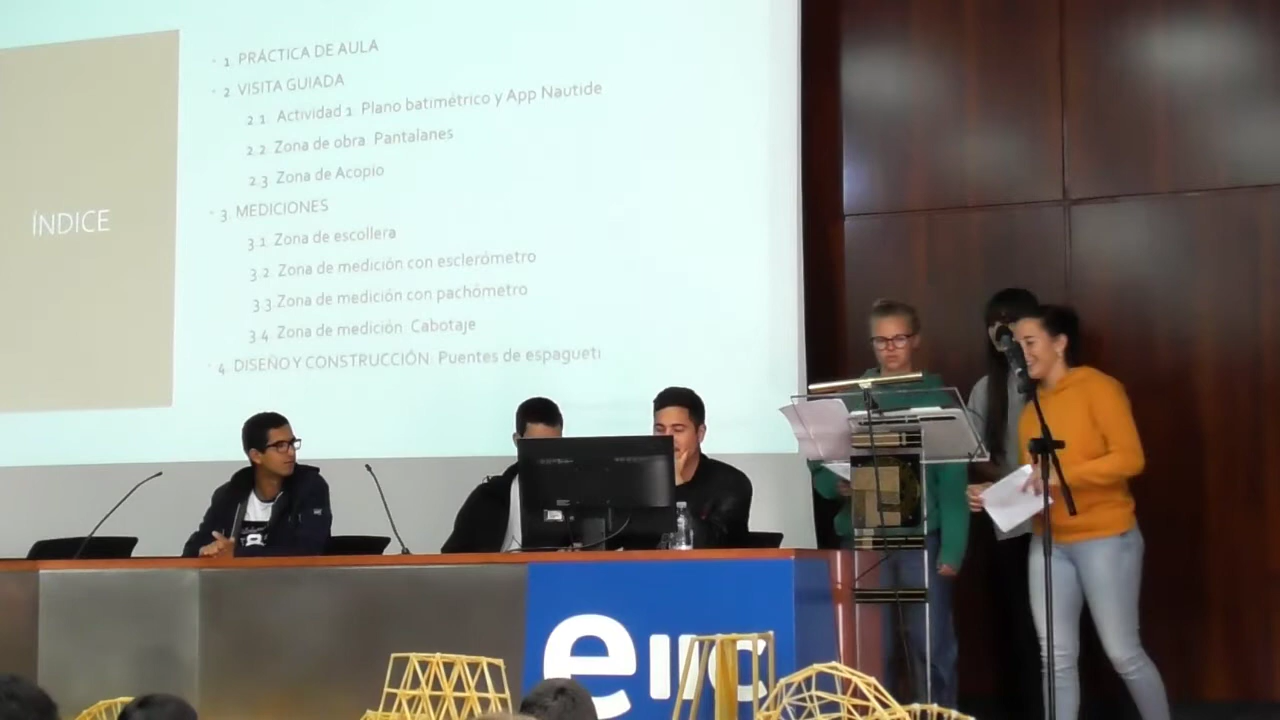 ÍNDICE
1. PRÁCTICA DE AULA
2. VISITA GUIADA
2.1. Actividad 1. Plano batimétrico y App Nautide
2.2. Zona de obra. Pantalanes
2.3. Zona de Acopio
3. MEDICIONES
3.1. Zona de escollera
3.2. Zona de medición con esclerómetro
3.3. Zona de medición con pachómetro
3.4. Zona de medición. Cabotaje
4. DISEÑO Y CONSTRUCCIÓN. Puentes de espagueti
eiic